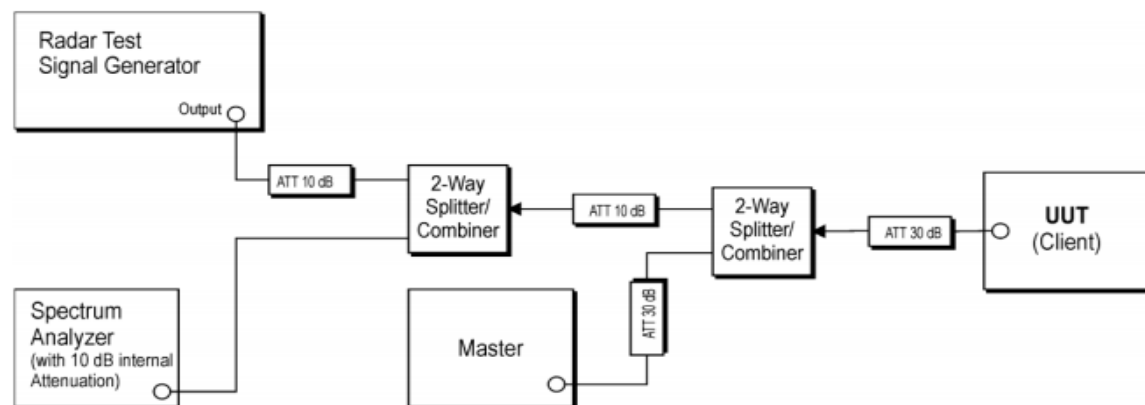 Radar Test
Signal Generator
Output
ATT 10 dB
2-Way
Splitter/
Combiner
ATT 10 dB
2-Way
Splitter/
Combiner
ATT 30 dB
UUT
(Client)
Spectrum
Analyzer
(with 10 dB internal
Attenuation)
Master
ATT 30 dB